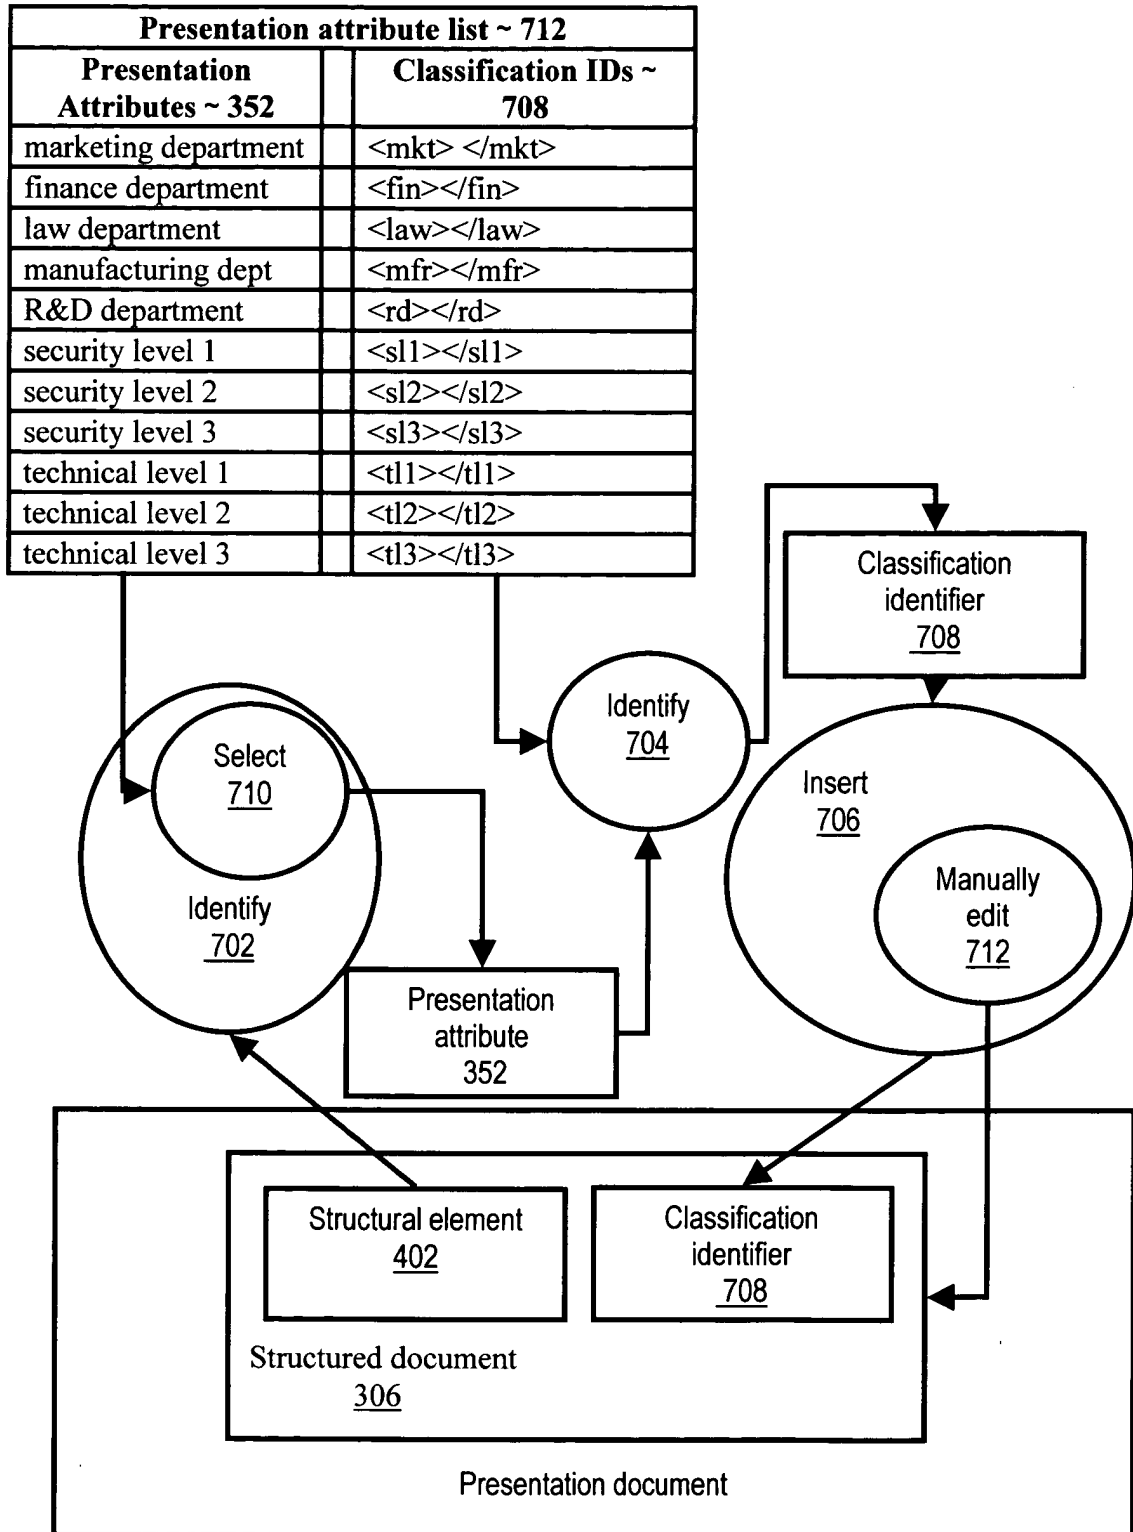 Presentation attribute list ~ 712
Presentation
Attributes ~ 352
Classification IDs ~
708
marketing department
<mkt> </mkt>
finance department
<fin></fin>
law department
<law></law>
manufacturing dept
<mfr></mfr>
R&D department
<rd></rd>
security level 1
<sl1></sl1>
security level 2
<sl2></sl2>
security level 3
<sl3></sl3>
technical level 1
<tl1></tl1>
technical level 2
<tl2></tl2>
technical level 3
<tl3></tl3>
Classification
identifier
708
Identify
704
Select
710
Insert
706
Manually
edit
712
Identify
702
Presentation
attribute
352
Structural element
402
Classification
identifier
708
Structured document
306
Presentation document